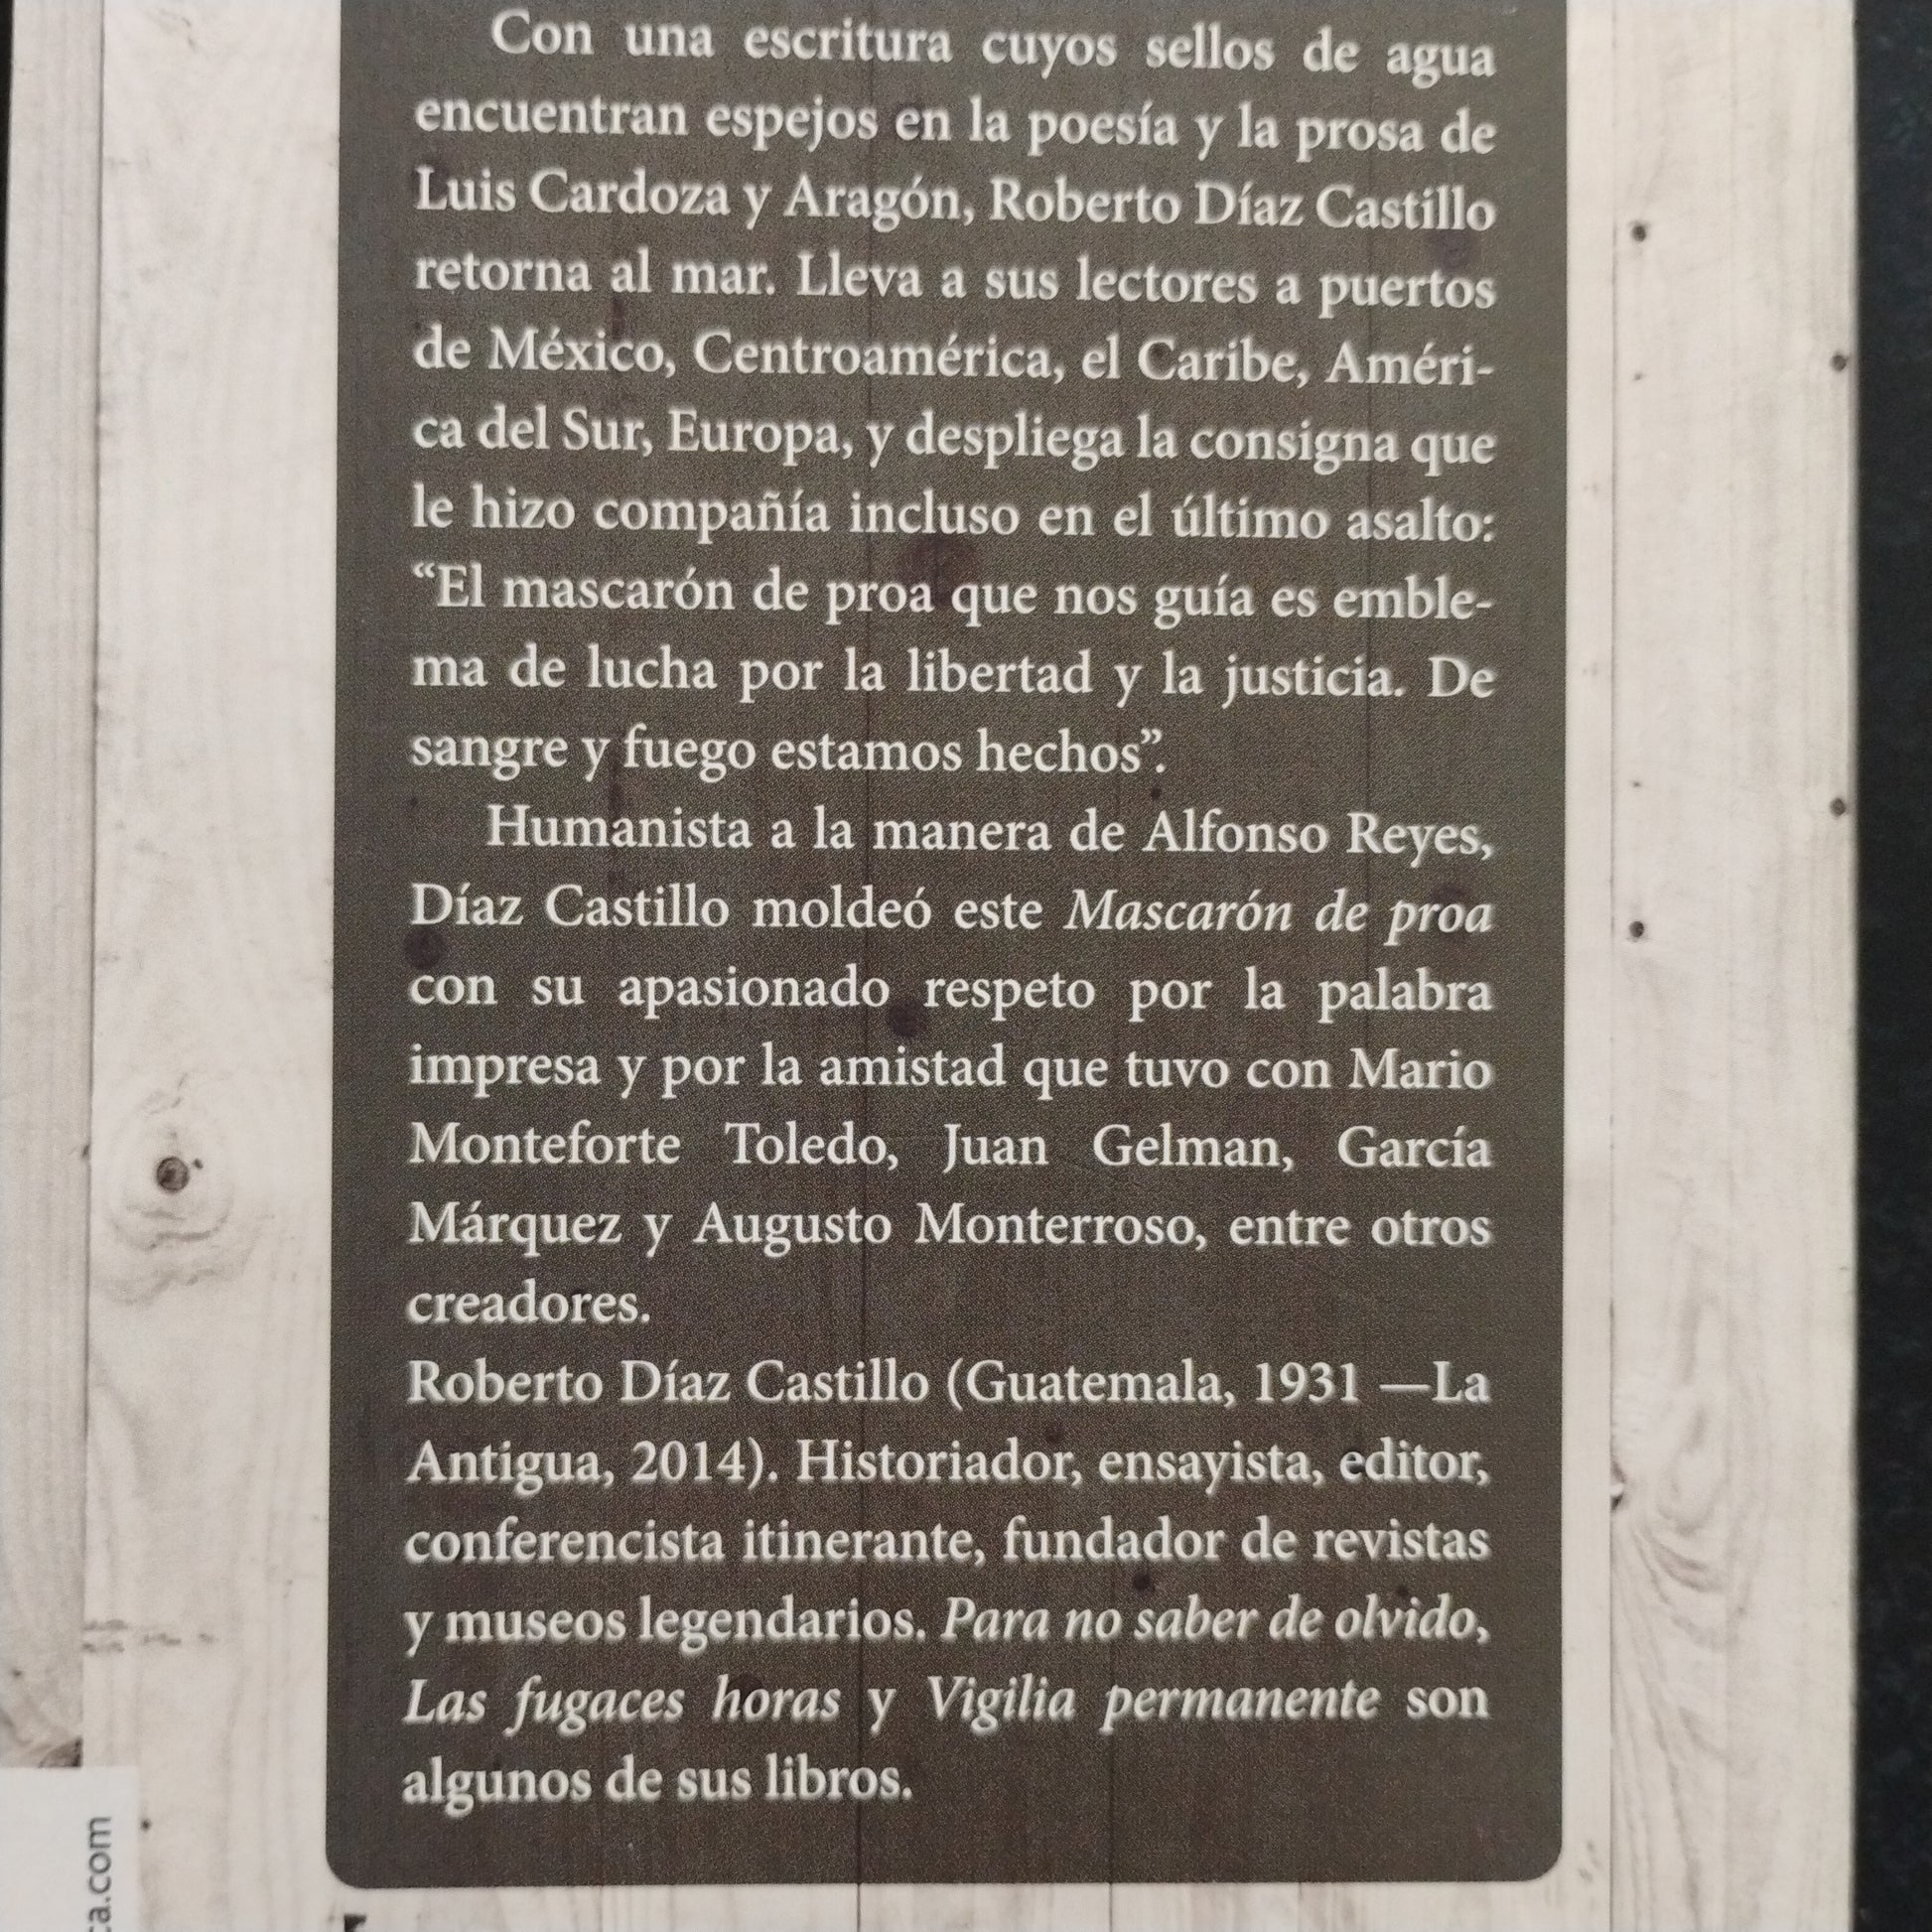 Con una escritura cuyos sellos de agua
encuentran espejos en la poesía y la prosa de
Luis Cardoza y Aragón, Roberto Díaz Castillo
retorna al mar. Lleva a sus lectores a puertos
de México, Centroamérica, el Caribe, Améri-
ca del Sur, Europa, y despliega la consigna que
le hizo compañía incluso en el último asalto:
“El mascarón de proa que nos guía es emble-
ma de lucha por la libertad y la justicia. De
sangre y fuego estamos hechos”.
Humanista a la manera de Alfonso Reyes,
Díaz Castillo moldeó este Mascarón de proa
con su apasionado respeto por la palabra
impresa y por la amistad que tuvo con Mario
Monteforte Toledo, Juan Gelman, García
Márquez y Augusto Monterroso, entre otros
creadores.
Roberto Díaz Castillo (Guatemala, 1931 —La
Antigua, 2014). Historiador, ensayista, editor,
conferencista itinerante, fundador de revistas
y museos legendarios. Para no saber de olvido,
Las fugaces horas y Vigilia permanente son
algunos de sus libros.
ca.com